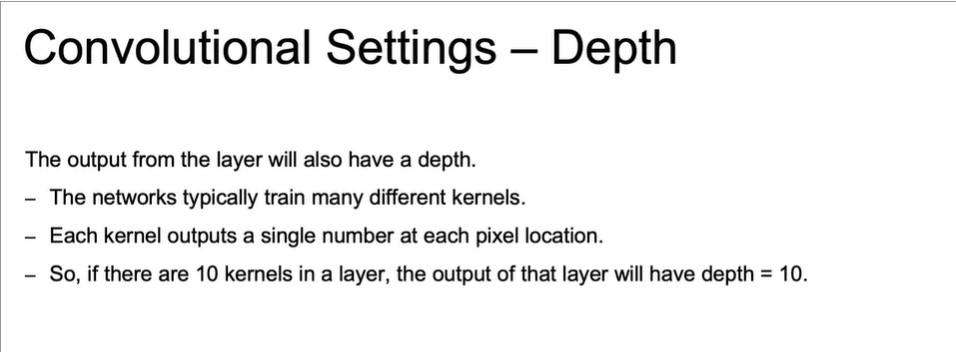 Convolutional Settings – Depth
The output from the layer will also have a depth.
– The networks typically train many different kernels.
– Each kernel outputs a single number at each pixel location.
– So, if there are 10 kernels in a layer, the output of that layer will have depth = 10.